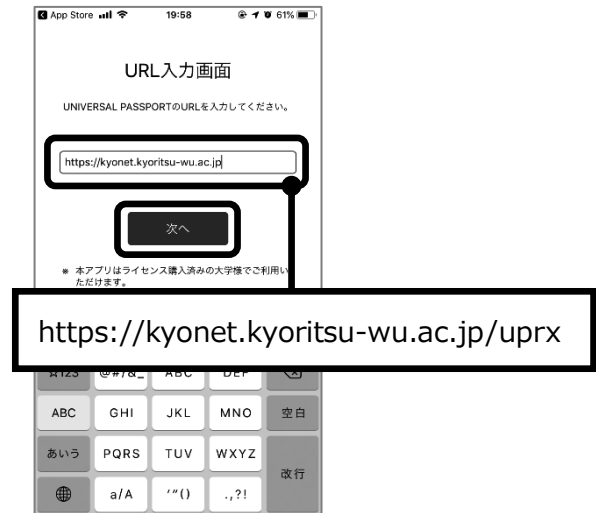 App Store 19:58 61%
URL入力画面
UNIVERSAL PASSPORTのURLを入力してください。
https://kyonet.kyoritsu-wu.ac.jp
次へ
※ 本アプリはライセンス購入済みの大学様でご利用い
ただけます。
https://kyonet.kyoritsu-wu.ac.jp/uprx
☆123 @#/&_ ABC DEF
ABC GHI JKL MNO 空白
あいう PQRS TUV WXYZ
改行
a/A '"() .,?!